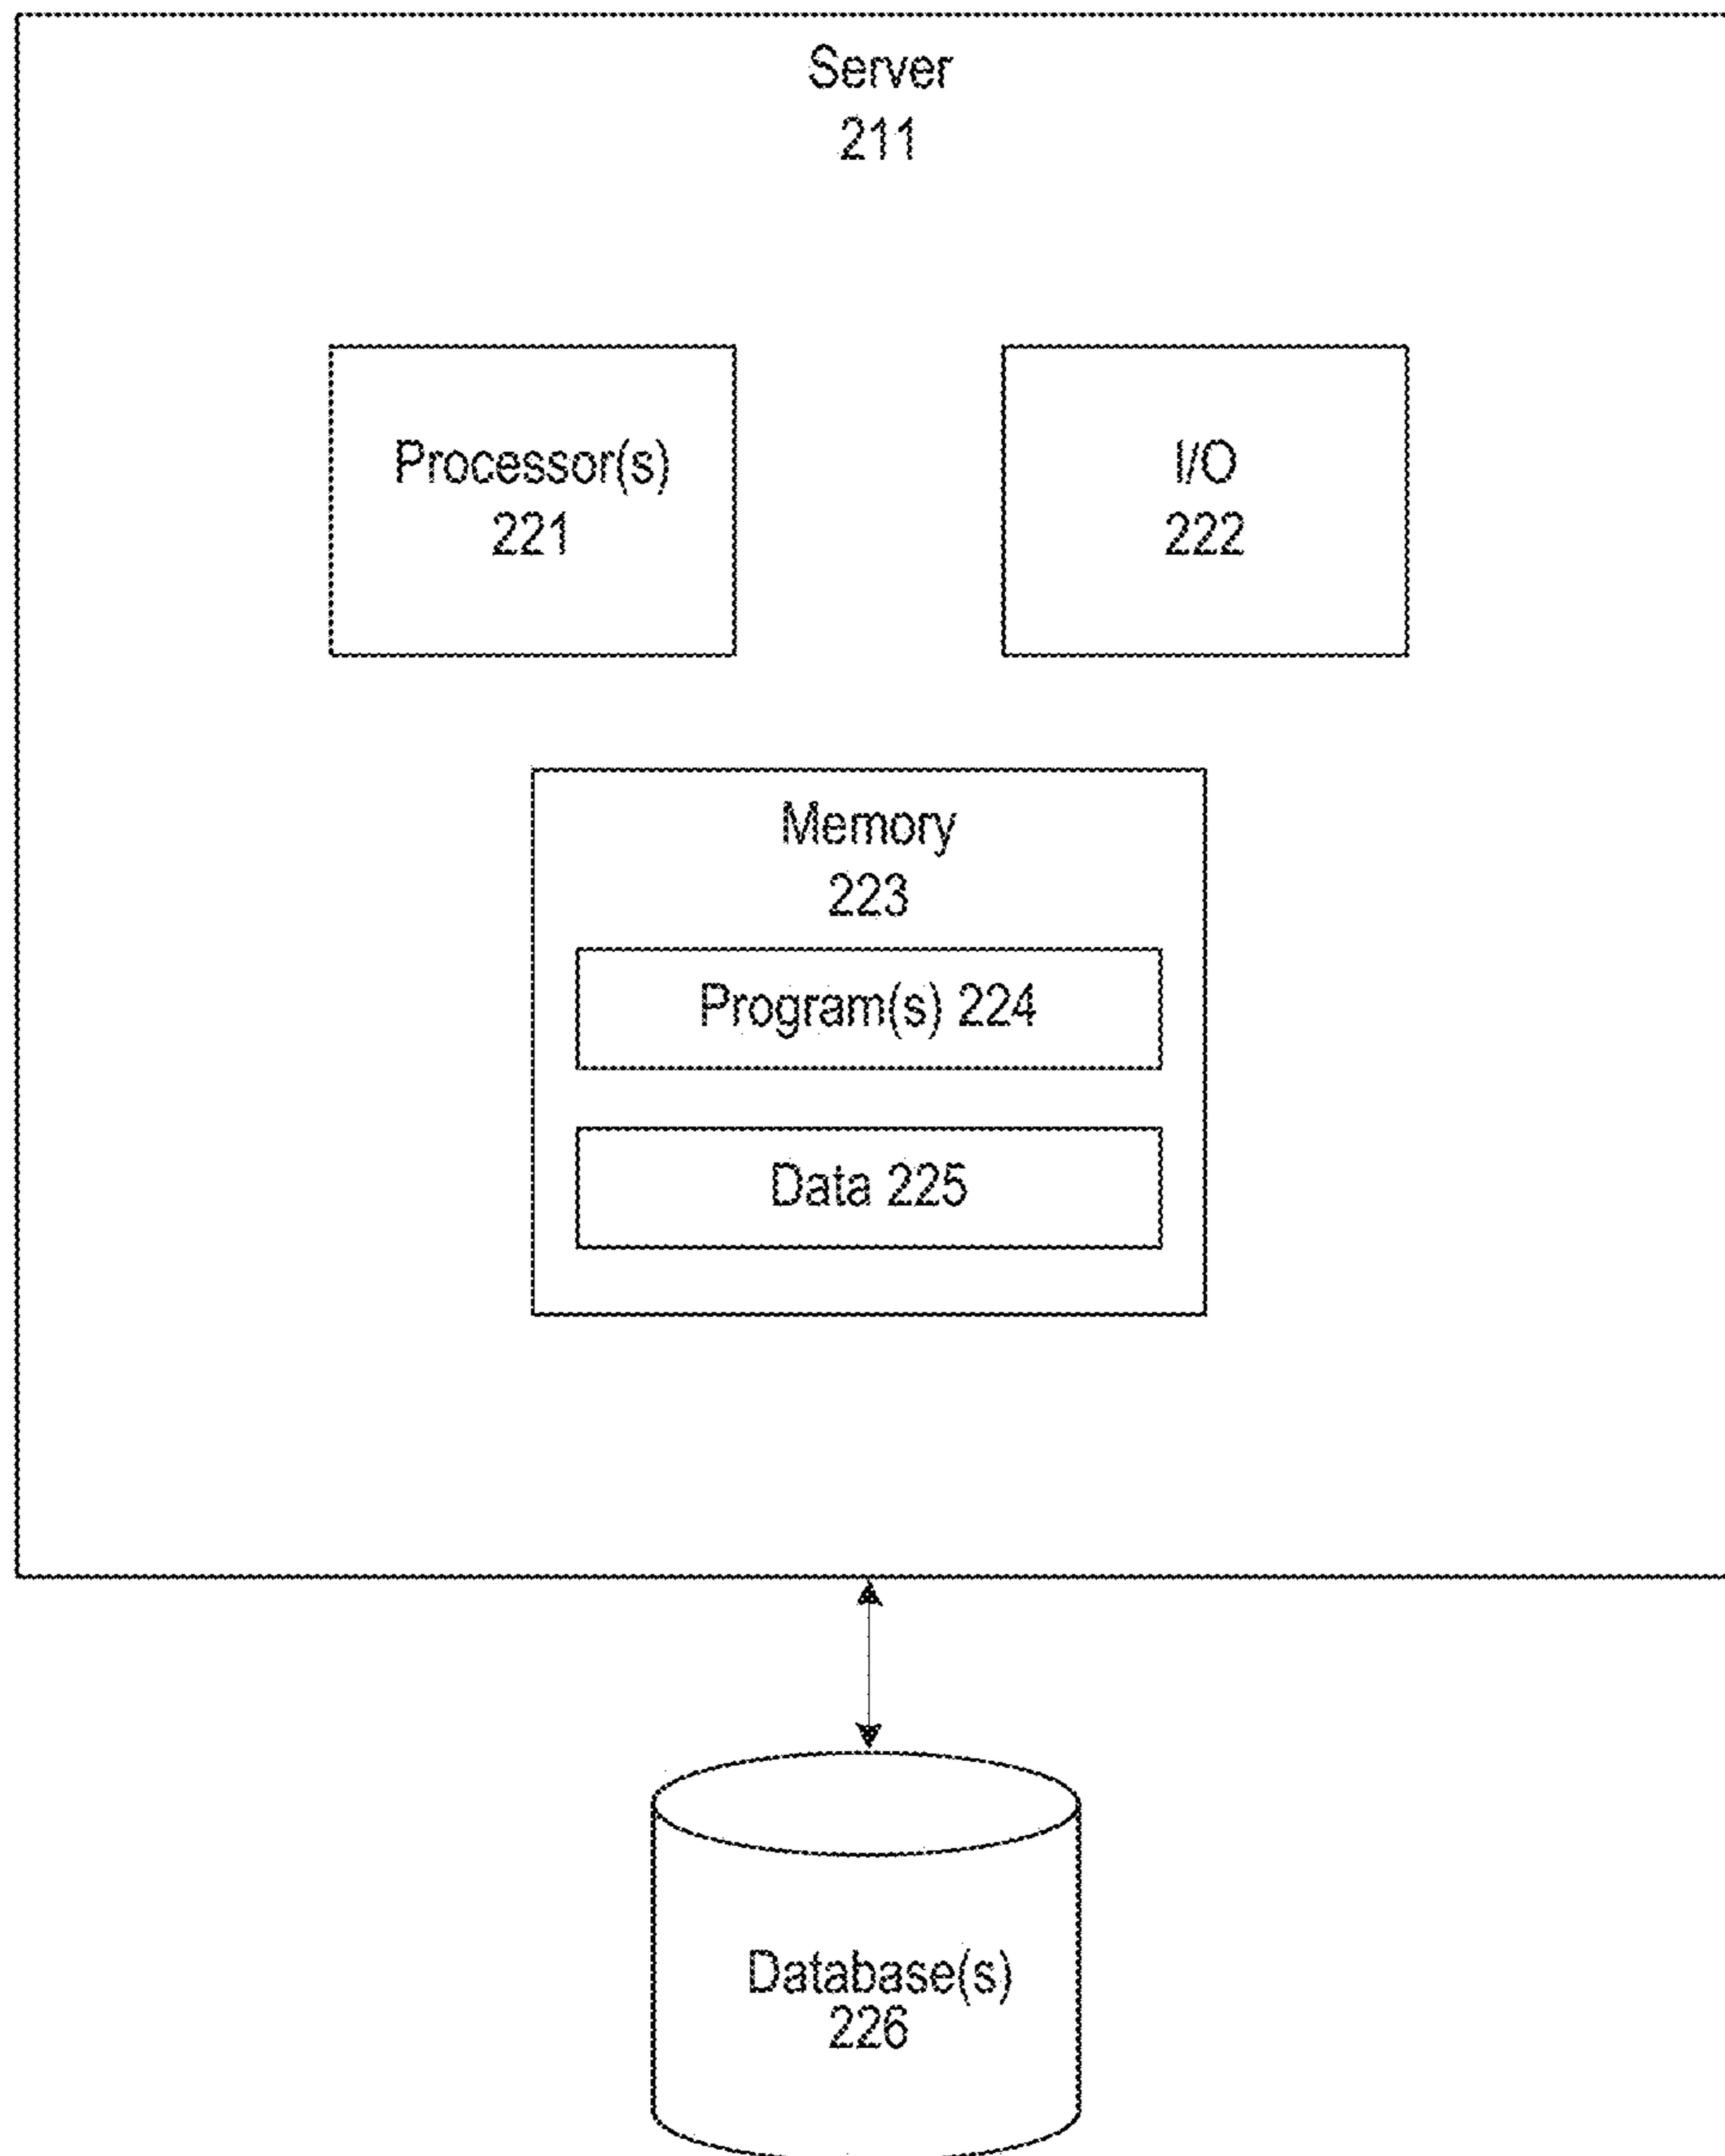 Server
211
Processor(s)
221
I/O
222
Memory
223
Program(s) 224
Data 225
Database(s)
226